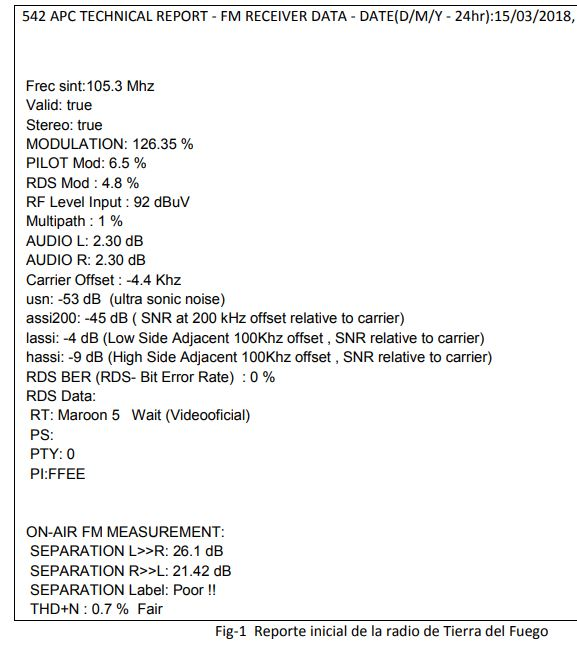 542 APC TECHNICAL REPORT - FM RECEIVER DATA - DATE(D/M/Y - 24hr):15/03/2018,
Frec sint:105.3 Mhz
Valid: true
Stereo: true
MODULATION: 126.35 %
PILOT Mod: 6.5 %
RDS Mod : 4.8 %
RF Level Input : 92 dBuV
Multipath : 1 %
AUDIO L: 2.30 dB
AUDIO R: 2.30 dB
Carrier Offset : -4.4 Khz
usn: -53 dB (ultra sonic noise)
assi200: -45 dB ( SNR at 200 kHz offset relative to carrier)
lassi: -4 dB (Low Side Adjacent 100Khz offset , SNR relative to carrier)
hassi: -9 dB (High Side Adjacent 100Khz offset , SNR relative to carrier)
RDS BER (RDS- Bit Error Rate) : 0 %
RDS Data:
RT: Maroon 5 Wait (Videooficial)
PS:
PTY: 0
PI:FFEE
ON-AIR FM MEASUREMENT:
SEPARATION L>>R: 26.1 dB
SEPARATION R>>L: 21.42 dB
SEPARATION Label: Poor !!
THD+N : 0.7 % Fair
Fig-1 Reporte inicial de la radio de Tierra del Fuego